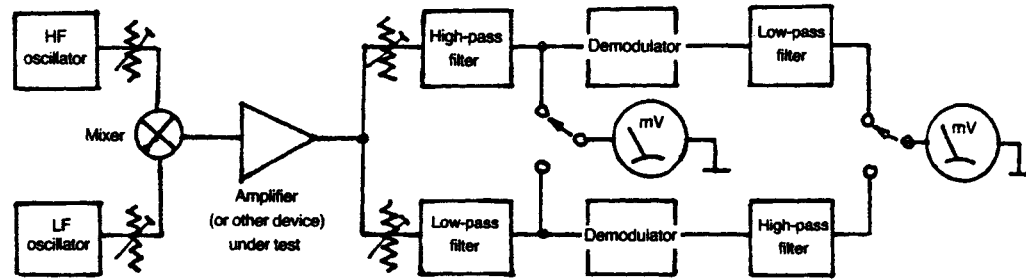 HF
oscillator
High-pass
filter
Demodulator
Low-pass
filter
Mixer
mV
mV
Amplifier
(or other device)
under test
LF
oscillator
Low-pass
filter
Demodulator
High-pass
filter